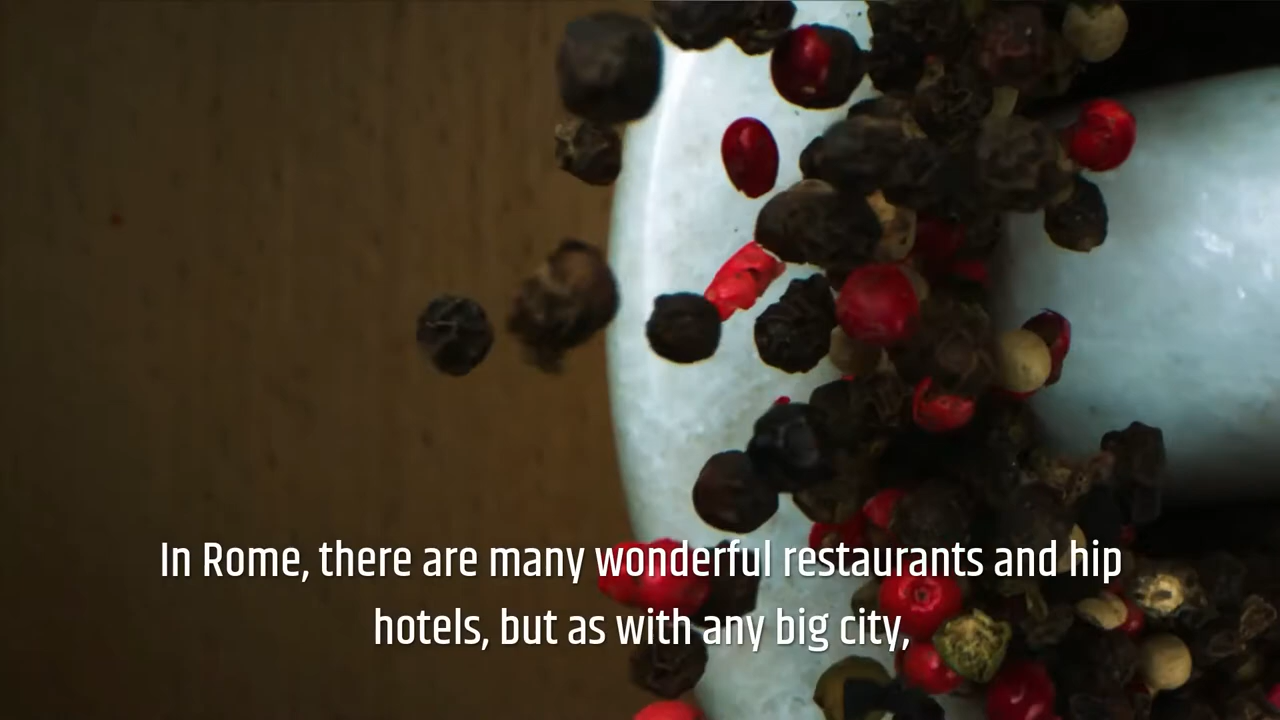 In Rome, there are many wonderful restaurants and hip
hotels, but as with any big city,